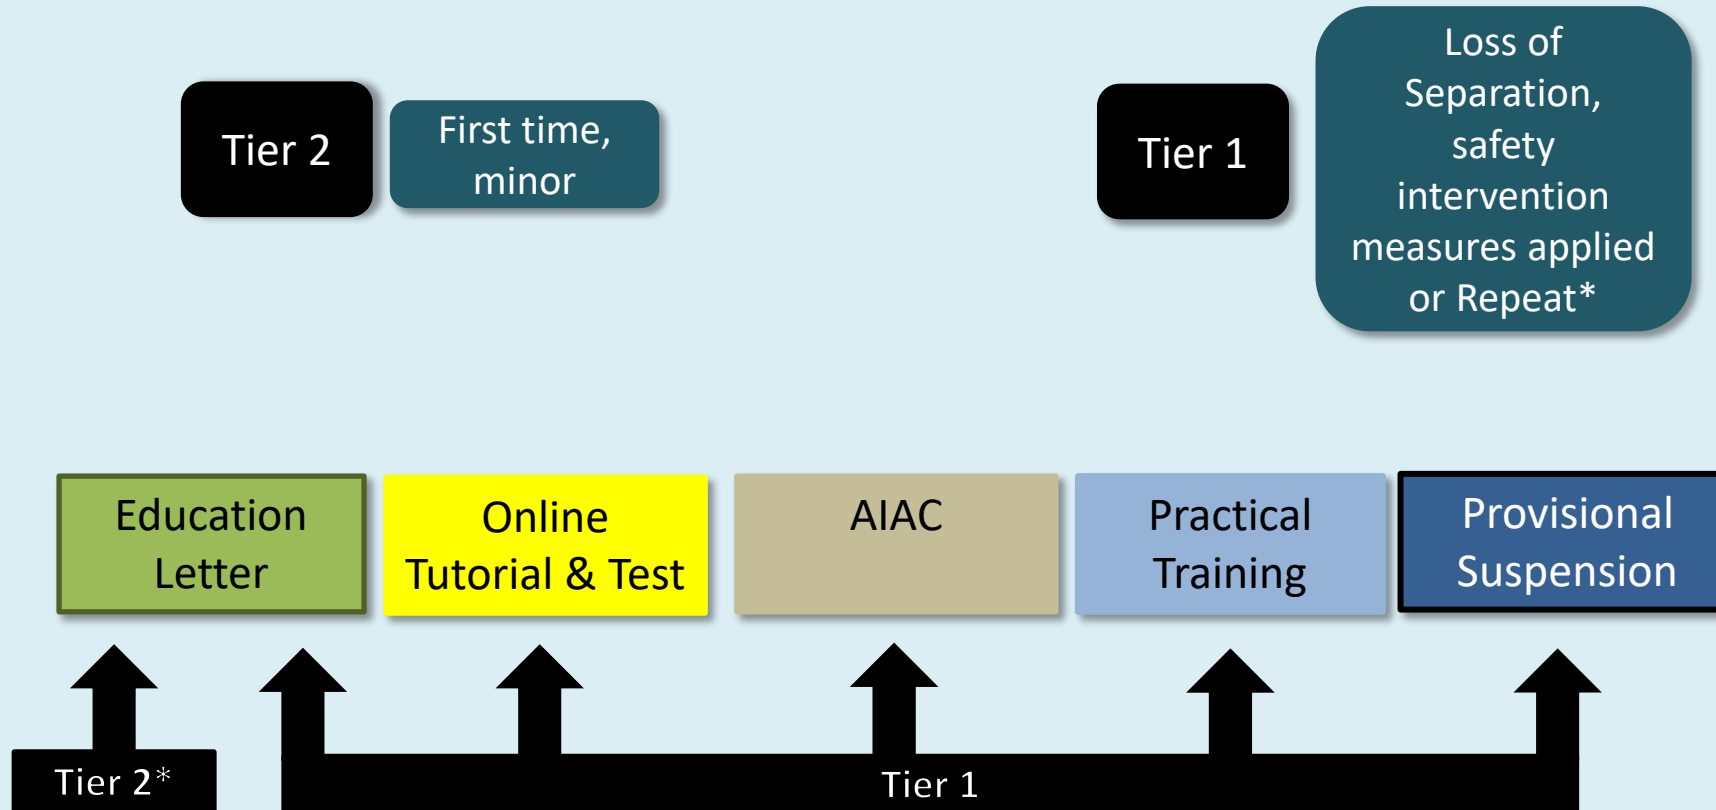 Tier 2
First time,
minor
Tier 1
Loss of
Separation,
safety
intervention
measures applied
or Repeat*
Education
Letter
Online
Tutorial & Test
AIAC
Practical
Training
Provisional
Suspension
Tier 2*
Tier 1